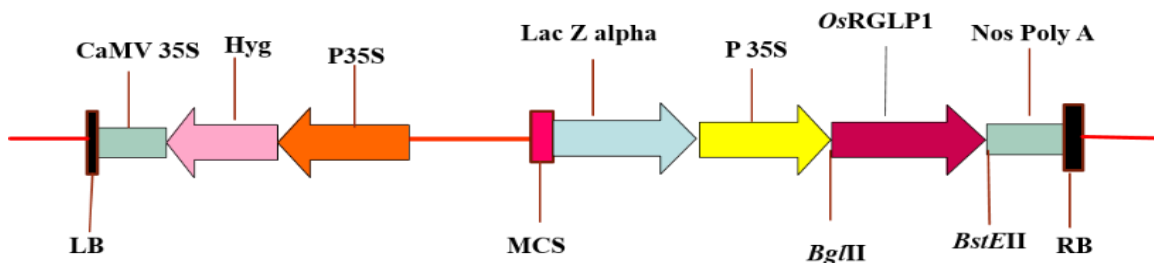 CaMV 35S
Hyg
P35S
Lac Z alpha
P 35S
OsRGLP1
Nos Poly A
LB
MCS
BglII
BstEII
RB